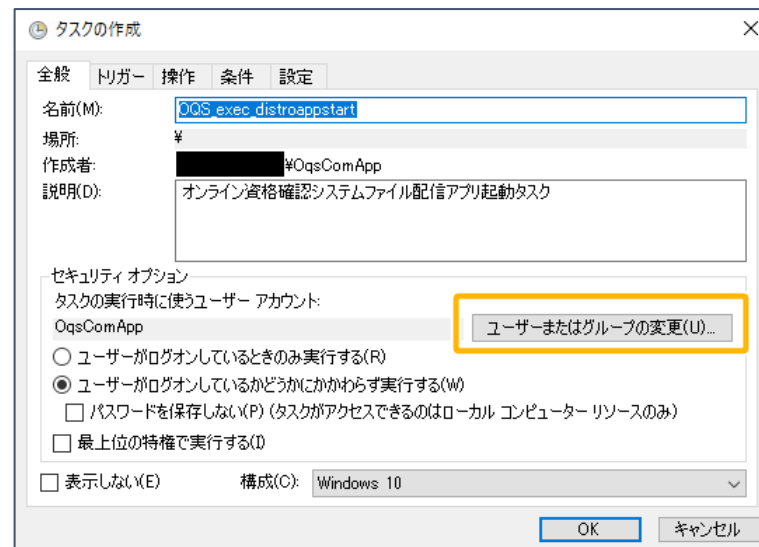 タスクの作成
全般 トリガー 操作 条件 設定
名前(M): OQS_exec_distroappstart
場所: ¥
作成者: ¥OqsComApp
説明(D): オンライン資格確認システムファイル配信アプリ起動タスク
セキュリティ オプション
タスクの実行時に使うユーザー アカウント:
OqsComApp ユーザーまたはグループの変更(U)...
ユーザーがログオンしているときのみ実行する(R)
ユーザーがログオンしているかどうかにかかわらず実行する(W)
パスワードを保存しない(P) (タスクがアクセスできるのはローカル コンピューター リソースのみ)
最上位の特権で実行する(I)
表示しない(E) 構成(C): Windows 10
OK キャンセル